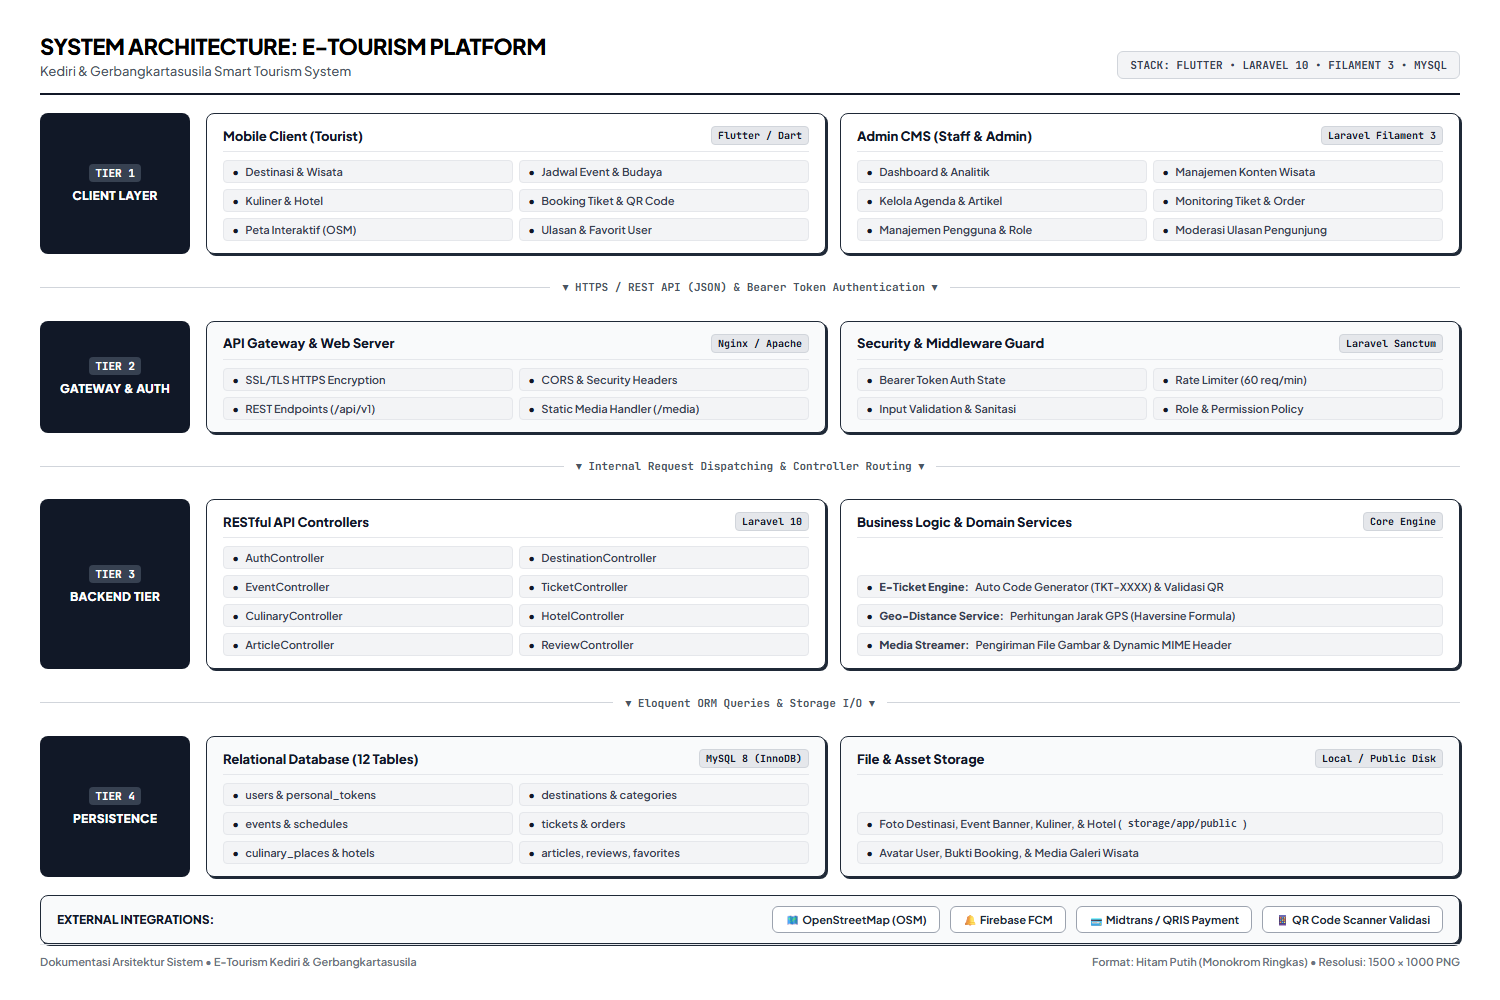 SYSTEM ARCHITECTURE: E-TOURISM PLATFORM
Kediri & Gerbangkartasusila Smart Tourism System
STACK: FLUTTER • LARAVEL 10 • FILAMENT 3 • MYSQL
TIER 1
CLIENT LAYER
Mobile Client (Tourist)
Flutter / Dart
• Destinasi & Wisata
• Jadwal Event & Budaya
• Kuliner & Hotel
• Booking Tiket & QR Code
• Peta Interaktif (OSM)
• Ulasan & Favorit User
Admin CMS (Staff & Admin)
Laravel Filament 3
• Dashboard & Analitik
• Manajemen Konten Wisata
• Kelola Agenda & Artikel
• Monitoring Tiket & Order
• Manajemen Pengguna & Role
• Moderasi Ulasan Pengunjung
▼ HTTPS / REST API (JSON) & Bearer Token Authentication ▼
TIER 2
GATEWAY & AUTH
API Gateway & Web Server
Nginx / Apache
• SSL/TLS HTTPS Encryption
• CORS & Security Headers
• REST Endpoints (/api/v1)
• Static Media Handler (/media)
Security & Middleware Guard
Laravel Sanctum
• Bearer Token Auth State
• Rate Limiter (60 req/min)
• Input Validation & Sanitasi
• Role & Permission Policy
▼ Internal Request Dispatching & Controller Routing ▼
TIER 3
BACKEND TIER
RESTful API Controllers
Laravel 10
• AuthController
• DestinationController
• EventController
• TicketController
• CulinaryController
• HotelController
• ArticleController
• ReviewController
Business Logic & Domain Services
Core Engine
• E-Ticket Engine: Auto Code Generator (TKT-XXXX) & Validasi QR
• Geo-Distance Service: Perhitungan Jarak GPS (Haversine Formula)
• Media Streamer: Pengiriman File Gambar & Dynamic MIME Header
▼ Eloquent ORM Queries & Storage I/O ▼
TIER 4
PERSISTENCE
Relational Database (12 Tables)
MySQL 8 (InnoDB)
• users & personal_tokens
• destinations & categories
• events & schedules
• tickets & orders
• culinary_places & hotels
• articles, reviews, favorites
File & Asset Storage
Local / Public Disk
• Foto Destinasi, Event Banner, Kuliner, & Hotel ( storage/app/public )
• Avatar User, Bukti Booking, & Media Galeri Wisata
EXTERNAL INTEGRATIONS:
OpenStreetMap (OSM)
Firebase FCM
Midtrans / QRIS Payment
QR Code Scanner Validasi
Dokumentasi Arsitektur Sistem • E-Tourism Kediri & Gerbangkartasusila
Format: Hitam Putih (Monokrom Ringkas) • Resolusi: 1500 × 1000 PNG